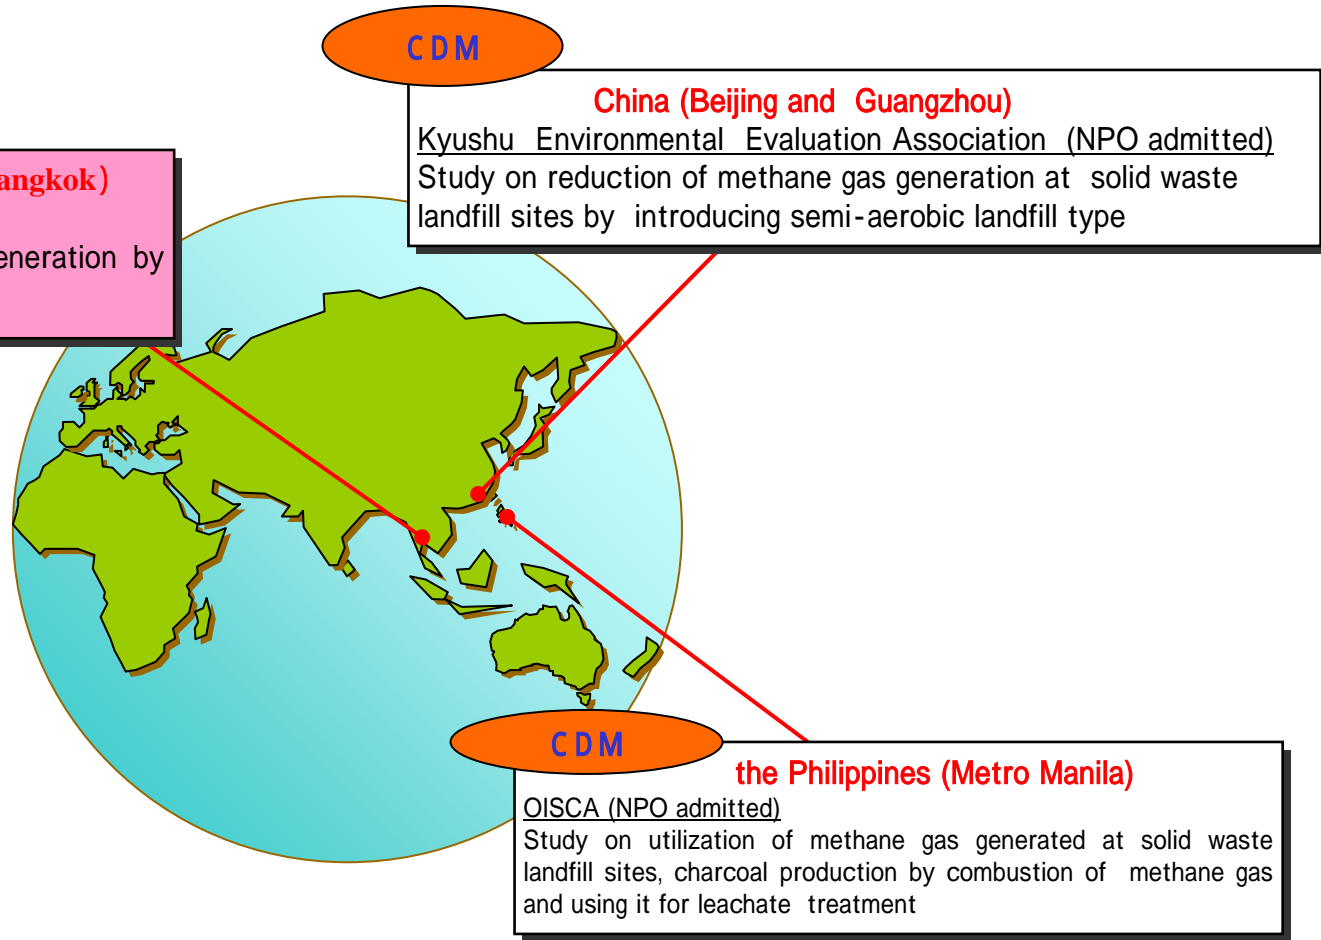 CDM
China (Beijing and Guangzhou)
Kyushu Environmental Evaluation Association (NPO admitted)
Study on reduction of methane gas generation at solid waste
landfill sites by introducing semi-aerobic landfill type
angkok)
eneration by
CDM
the Philippines (Metro Manila)
OISCA (NPO admitted)
Study on utilization of methane gas generated at solid waste
landfill sites, charcoal production by combustion of methane gas
and using it for leachate treatment